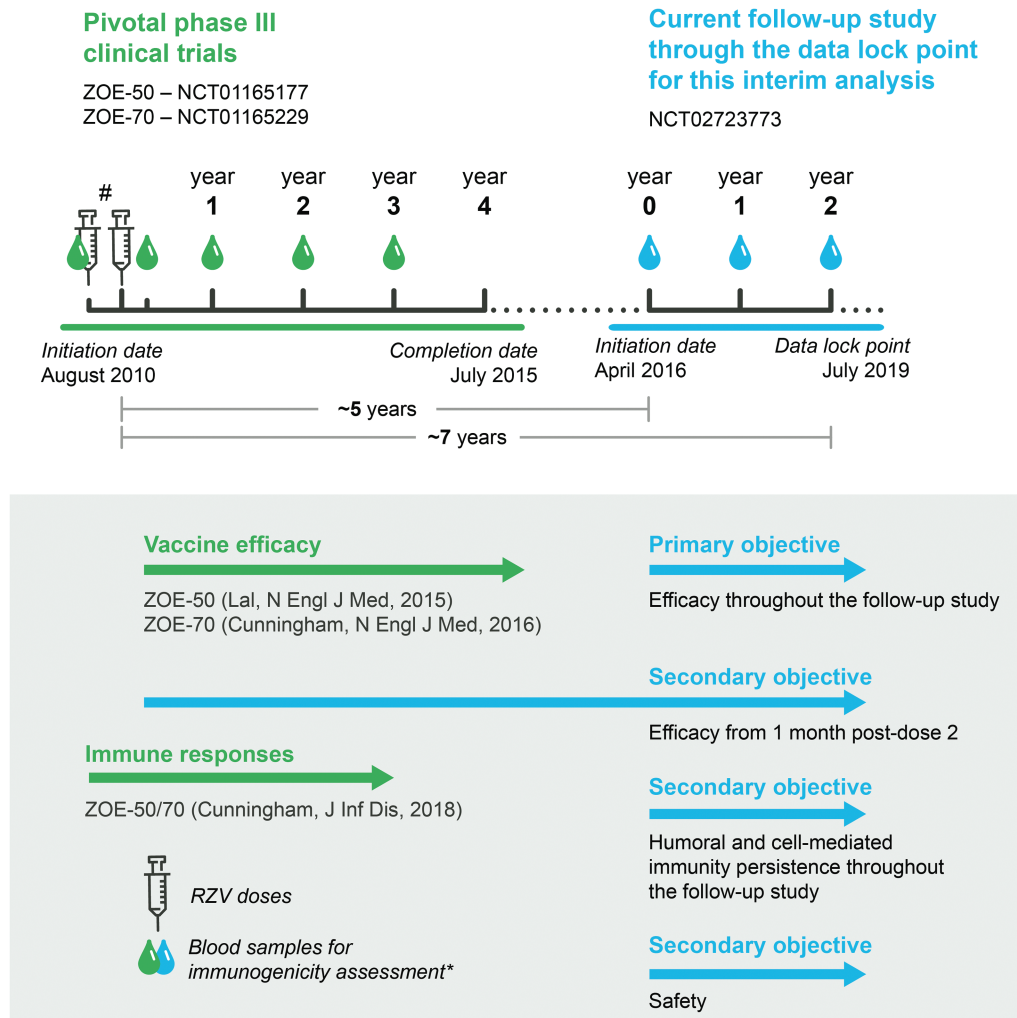 Pivotal phase III
clinical trials
ZOE-50 – NCT01165177
ZOE-70 – NCT01165229
Current follow-up study
through the data lock point
for this interim analysis
NCT02723773
#
year
1
year
2
year
3
year
4
year
0
year
1
year
2
Initiation date
August 2010
Completion date
July 2015
Initiation date
April 2016
Data lock point
July 2019
~5 years
~7 years
Vaccine efficacy
ZOE-50 (Lal, N Engl J Med, 2015)
ZOE-70 (Cunningham, N Engl J Med, 2016)
Primary objective
Efficacy throughout the follow-up study
Secondary objective
Efficacy from 1 month post-dose 2
Immune responses
ZOE-50/70 (Cunningham, J Inf Dis, 2018)
Secondary objective
Humoral and cell-mediated
immunity persistence throughout
the follow-up study
RZV doses
Blood samples for
immunogenicity assessment*
Secondary objective
Safety